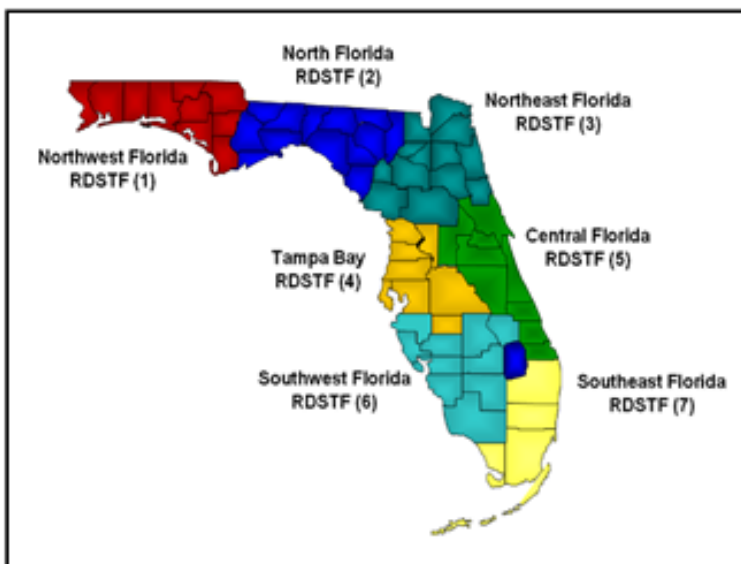 North Florida
RDSTF (2)
Northeast Florida
RDSTF (3)
Northwest Florida
RDSTF (1)
Central Florida
RDSTF (5)
Tampa Bay
RDSTF (4)
Southwest Florida
RDSTF (6)
Southeast Florida
RDSTF (7)